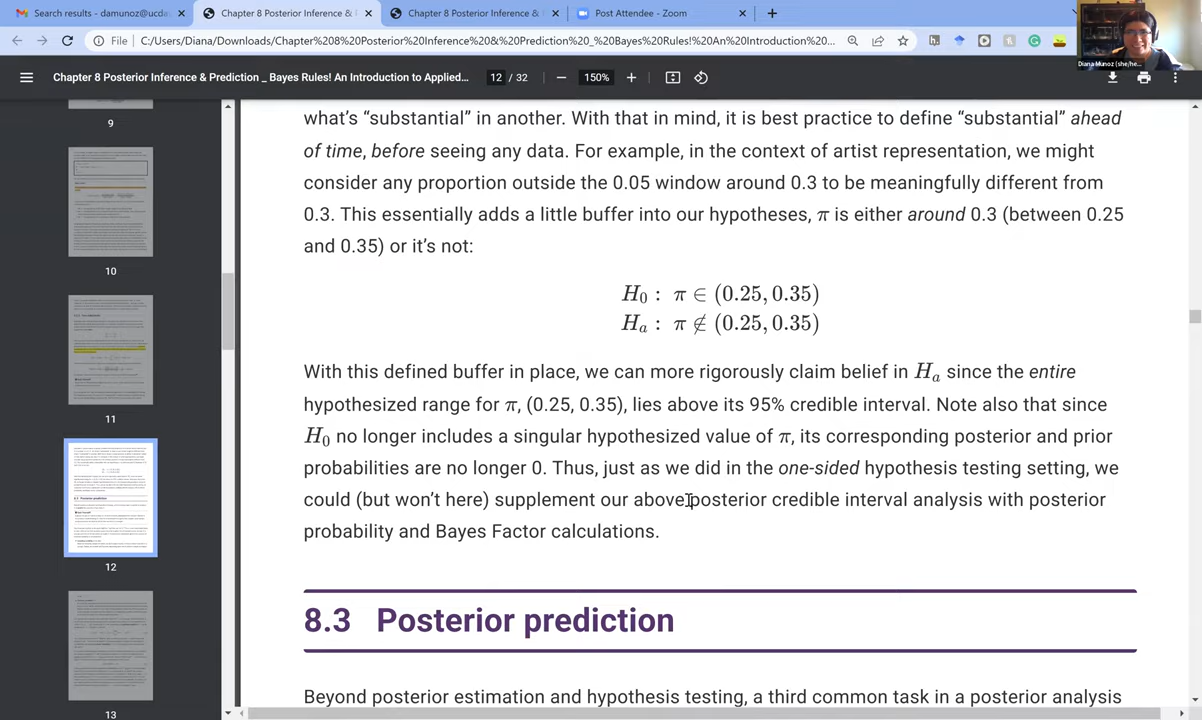 Search results - damunoz@ucda
Chapter 8 Posterior Inference &
Chapter 8 Posterior Inference &
Post Attendee - Zoom
File
C:/Users/Diana/Downloads/Chapter%208%20Posterior%20Inference%20&%20Prediction%20_%20Bayes%20Rules!%20An%20Introduction%20...
Diana Munoz (she/he...
Chapter 8 Posterior Inference & Prediction _ Bayes Rules! An Introduction to Applied...
12 / 32
150%
9
10
11
12
13
what's “substantial” in another. With that in mind, it is best practice to define “substantial” ahead
of time, before seeing any data. For example, in the context of artist representation, we might
consider any proportion outside the 0.05 window around 0.3 to be meaningfully different from
0.3. This essentially adds a little buffer into our hypotheses, π is either around 0.3 (between 0.25
and 0.35) or it's not:
H0 : π ∈ (0.25, 0.35)
Ha : π ∉ (0.25, 0.35)
With this defined buffer in place, we can more rigorously claim belief in Ha since the entire
hypothesized range for π, (0.25, 0.35), lies above its 95% credible interval. Note also that since
H0 no longer includes a singular hypothesized value of π, its corresponding posterior and prior
probabilities are no longer 0. Thus, just as we did in the one-sided hypothesis testing setting, we
could (but won't here) supplement our above posterior credible interval analysis with posterior
probability and Bayes Factor calculations.
8.3 Posterior prediction
Beyond posterior estimation and hypothesis testing, a third common task in a posterior analysis